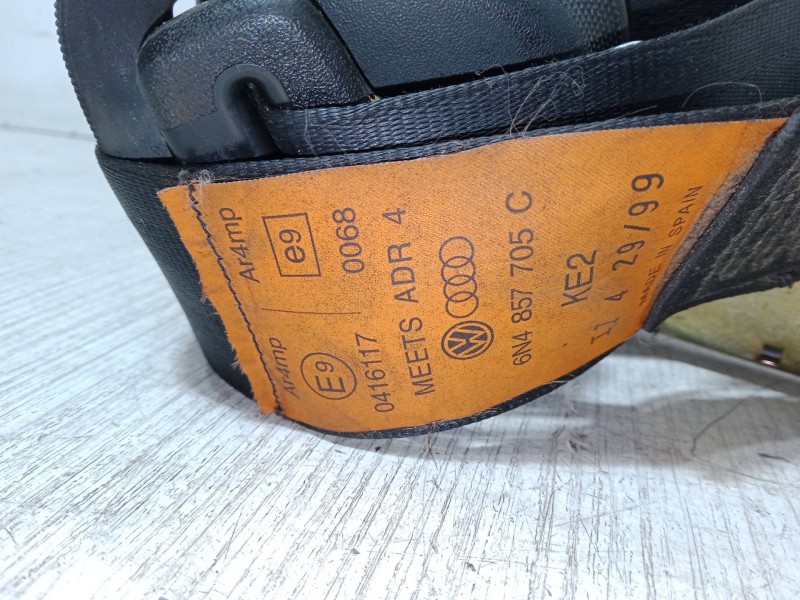 Ar4mp Ar4mp
E9 e9
0416117 0068
MEETS ADR 4
6N4 857 705 C
KE2
II 4 29/99
MADE IN SPAIN